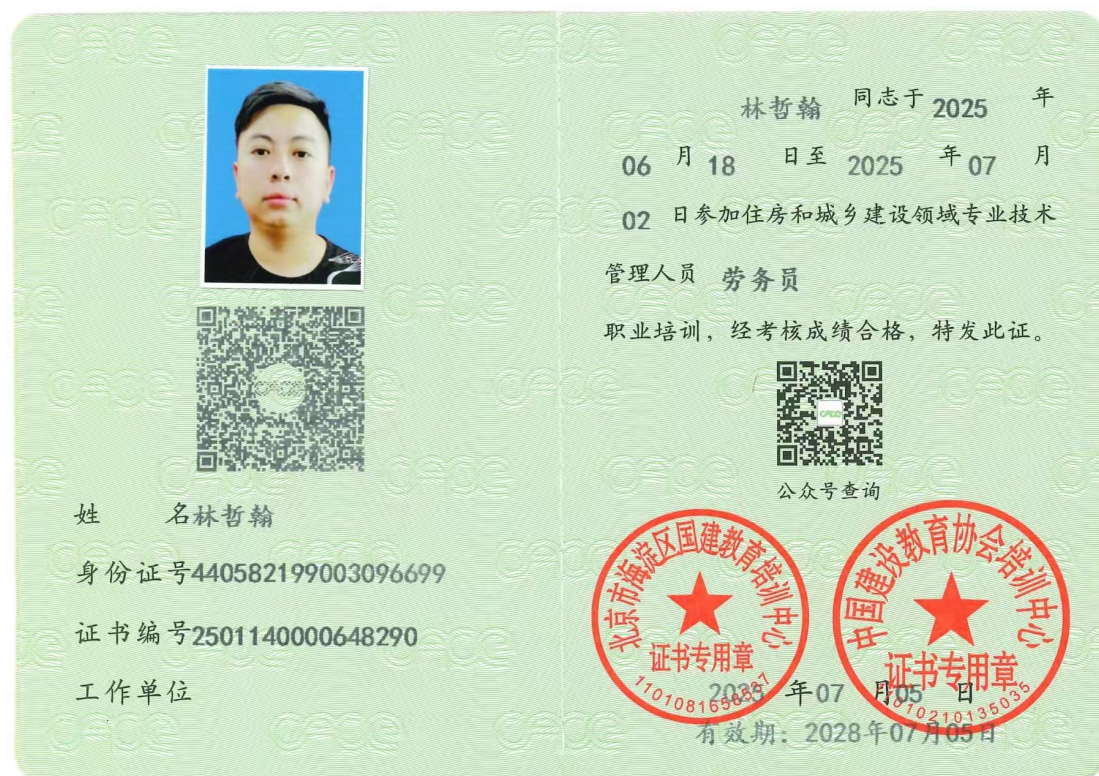 姓 名林哲翰
身份证号440582199003096699
证书编号2501140000648290
工作单位
林哲翰 同志于 2025 年
06 月 18 日至 2025 年 07 月
02 日参加住房和城乡建设领域专业技术
管理人员 劳务员
职业培训，经考核成绩合格，特发此证。
公众号查询
北京市海淀区国建教育培训中心
证书专用章
中国建设教育协会培训中心
证书专用章
2025 年07 月05 日
有效期：2028年07月05日